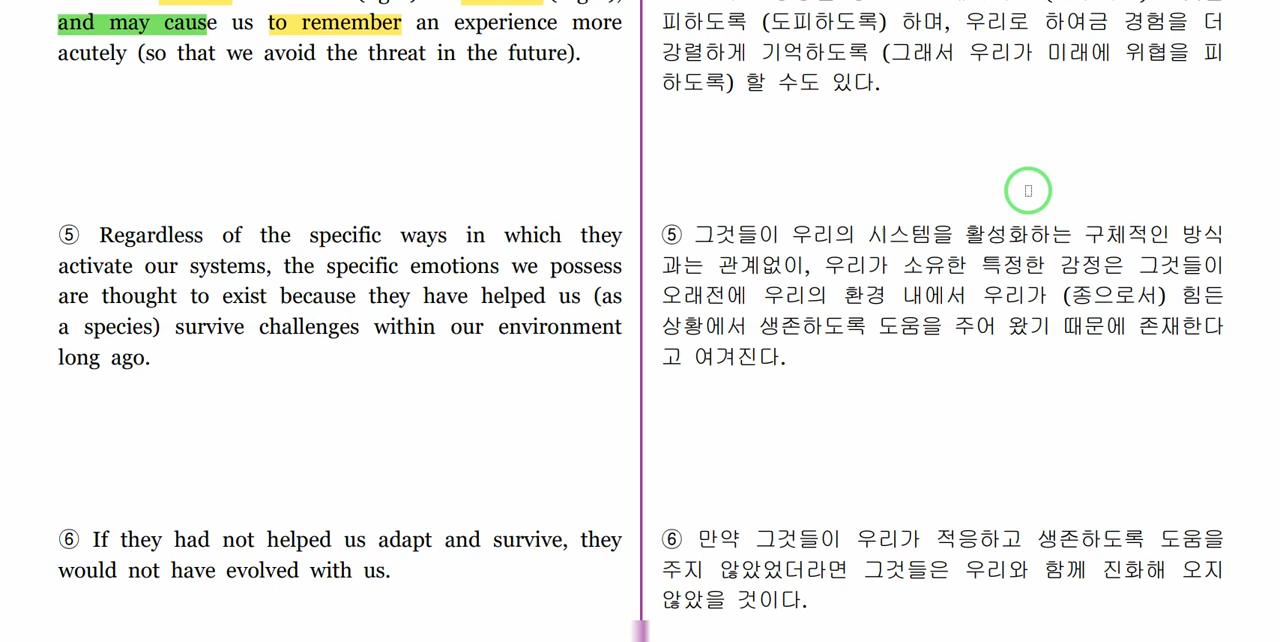 and may cause us to remember an experience more
acutely (so that we avoid the threat in the future).
⑤ Regardless of the specific ways in which they
activate our systems, the specific emotions we possess
are thought to exist because they have helped us (as
a species) survive challenges within our environment
long ago.
⑥ If they had not helped us adapt and survive, they
would not have evolved with us.
피하도록 (도피하도록) 하며, 우리로 하여금 경험을 더
강렬하게 기억하도록 (그래서 우리가 미래에 위협을 피
하도록) 할 수도 있다.
⑤ 그것들이 우리의 시스템을 활성화하는 구체적인 방식
과는 관계없이, 우리가 소유한 특정한 감정은 그것들이
오래전에 우리의 환경 내에서 우리가 (종으로서) 힘든
상황에서 생존하도록 도움을 주어 왔기 때문에 존재한다
고 여겨진다.
⑥ 만약 그것들이 우리가 적응하고 생존하도록 도움을
주지 않았었더라면 그것들은 우리와 함께 진화해 오지
않았을 것이다.